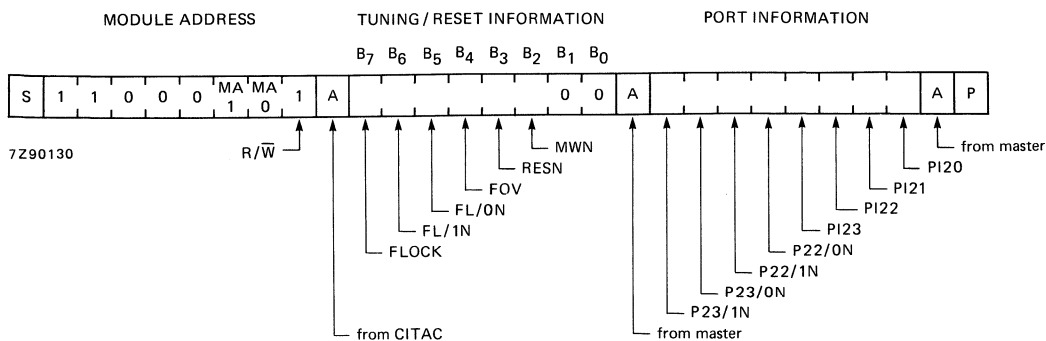 MODULE ADDRESS TUNING / RESET INFORMATION PORT INFORMATION
B7 B6 B5 B4 B3 B2 B1 B0
S 1 1 0 0 0 MA 1 MA 0 1 A 0 0 A A P
7Z90130
R/W̅
MWN
from master
RESN
PI20
FOV
PI21
FL/0N
PI22
FL/1N
PI23
FLOCK
P22/0N
P22/1N
P23/0N
P23/1N
from CITAC
from master